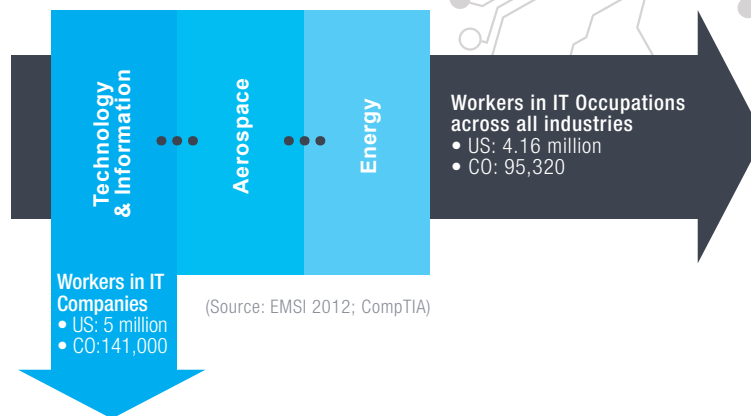 Technology
& Information
Aerospace
Energy
Workers in IT Occupations
across all industries
• US: 4.16 million
• CO: 95,320
Workers in IT
Companies
• US: 5 million
• CO:141,000
(Source: EMSI 2012; CompTIA)